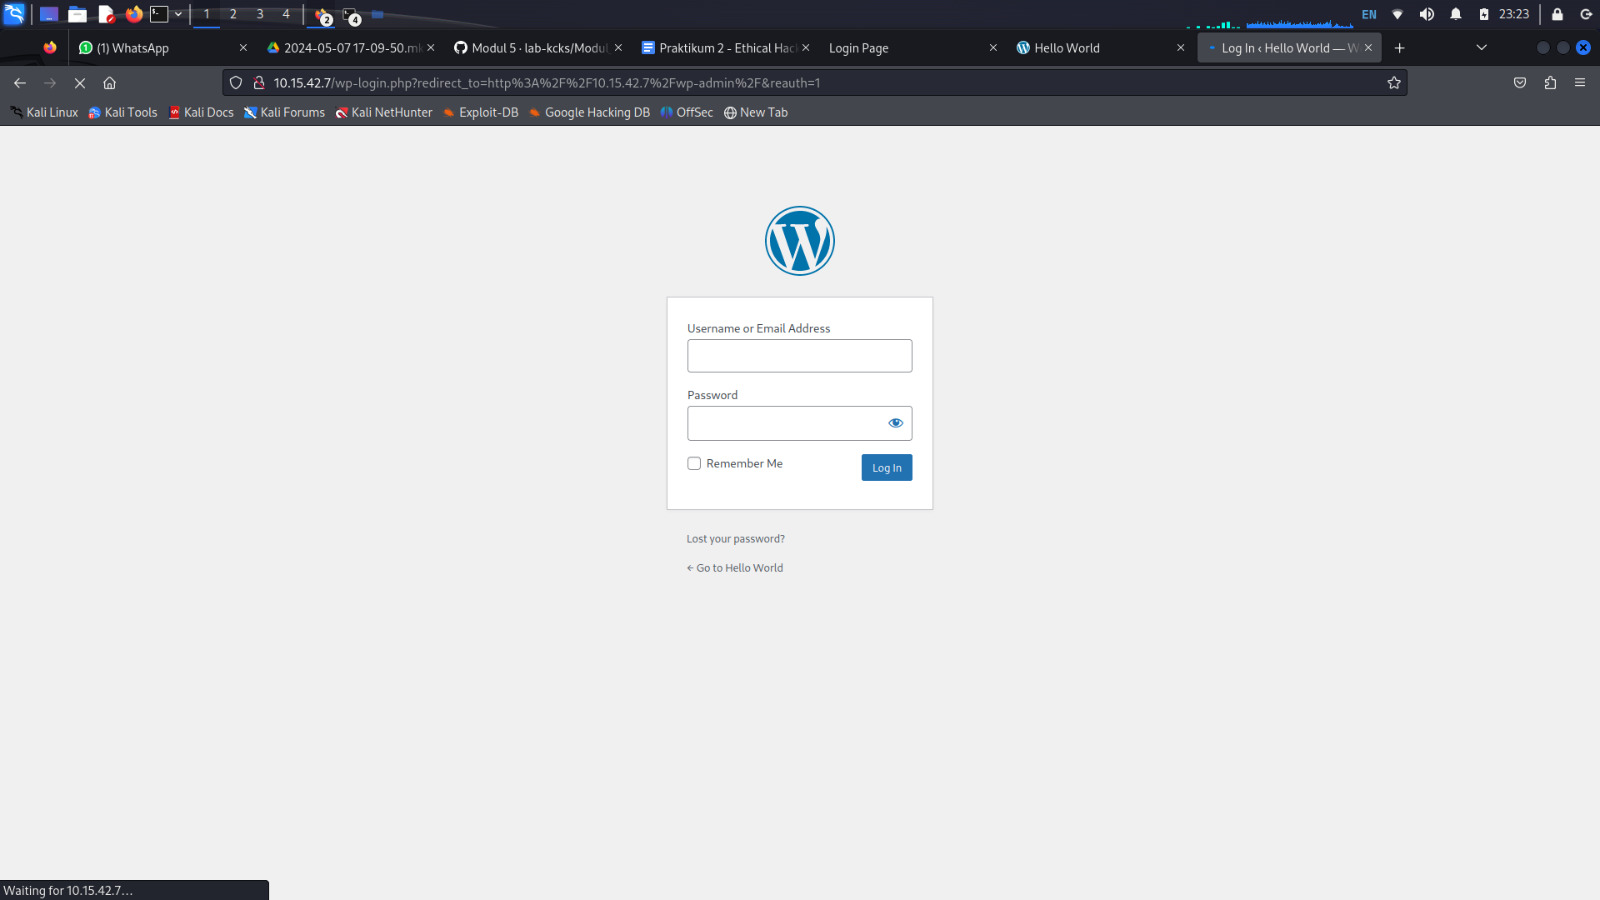 1 2 3 4 2 4 EN 23:23
(1) WhatsApp
2024-05-07 17-09-50.mk
Modul 5 · lab-kcks/Modul_
Praktikum 2 - Ethical Hac
Login Page
Hello World
Log In ‹ Hello World — W
10.15.42.7/wp-login.php?redirect_to=http%3A%2F%2F10.15.42.7%2Fwp-admin%2F&reauth=1
Kali Linux Kali Tools Kali Docs Kali Forums Kali NetHunter Exploit-DB Google Hacking DB OffSec New Tab
Username or Email Address
Password
Remember Me Log In
Lost your password?
← Go to Hello World
Waiting for 10.15.42.7…